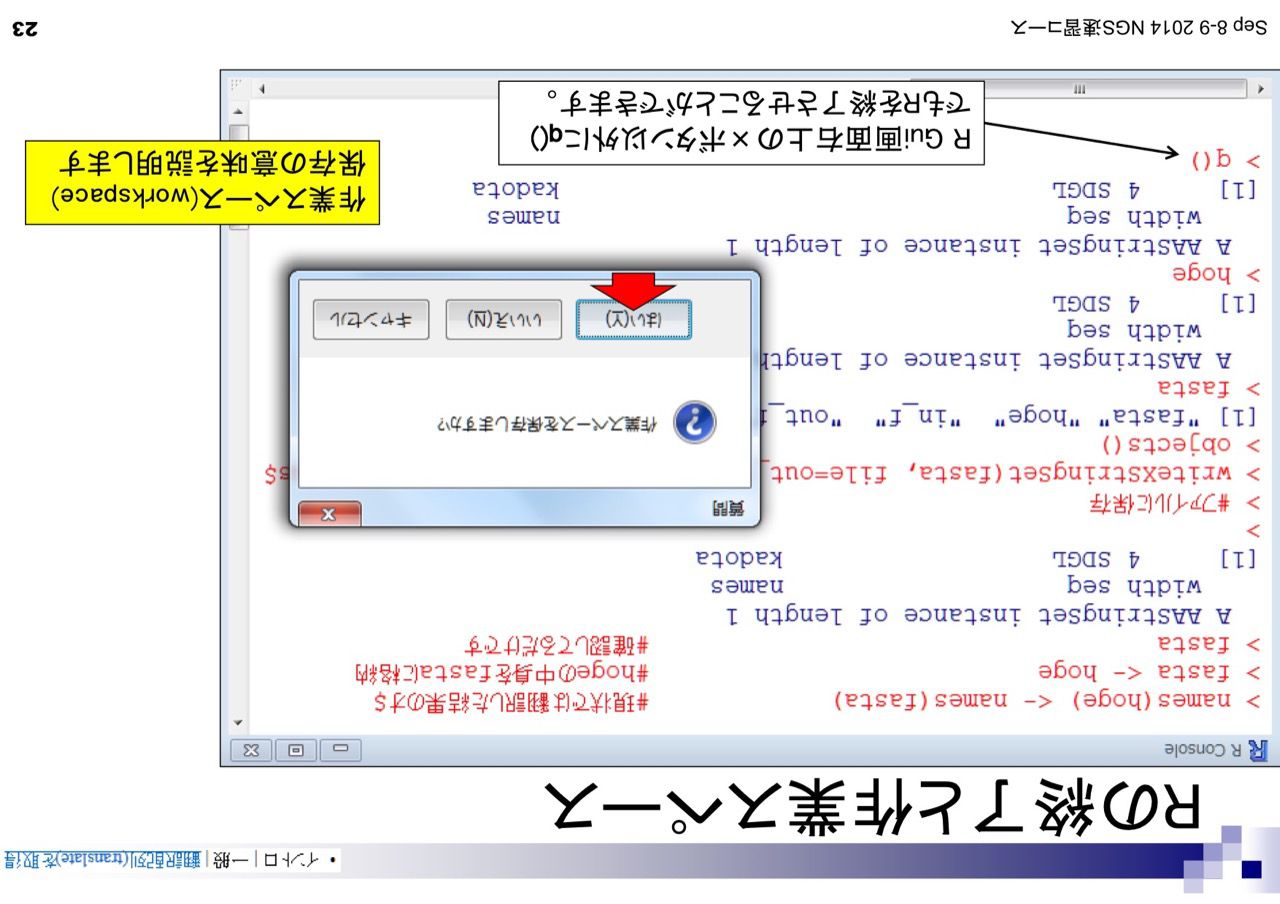 • イントロ | 一般 | 翻訳配列(translate)を取得
Rの終了と作業スペース
R Console
> names(hoge) <- names(fasta) #現状では翻訳した結果のオ$
> fasta <- hoge #hogeの中身をfastaに格納
> fasta #確認してるだけです
A AAStringSet instance of length 1
width seq names
[1] 4 SDGL kadota
>
> #ファイルに保存
> writeXStringSet(fasta, file=out_ s$
> objects()
[1] "fasta" "hoge" "in_f" "out_f
> fasta
A AAStringSet instance of length
width seq
[1] 4 SDGL
> hoge
A AAStringSet instance of length 1
width seq names
[1] 4 SDGL kadota
> q()
質問
作業スペースを保存しますか?
はい(Y)
いいえ(N)
キャンセル
作業スペース(workspace)
保存の意味を説明します
R Gui画面右上の×ボタン以外にq()
でもRを終了させることができます。
Sep 8-9 2014 NGS速習コース
23